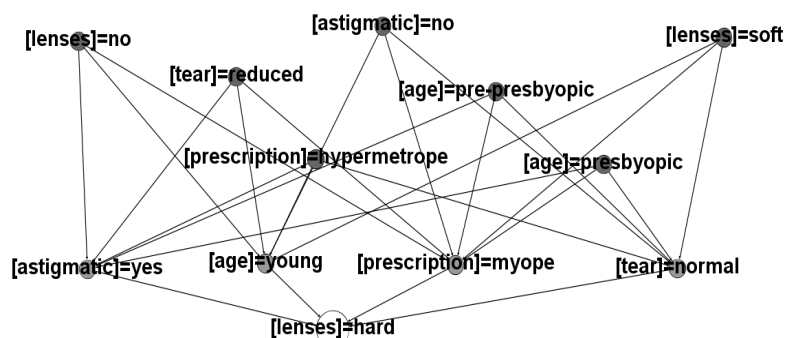 [lenses]=no
[astigmatic]=no
[lenses]=soft
[tear]=reduced
[age]=pre-presbyopic
[prescription]=hypermetrope
[age]=presbyopic
[astigmatic]=yes
[age]=young
[prescription]=myope
[tear]=normal
[lenses]=hard